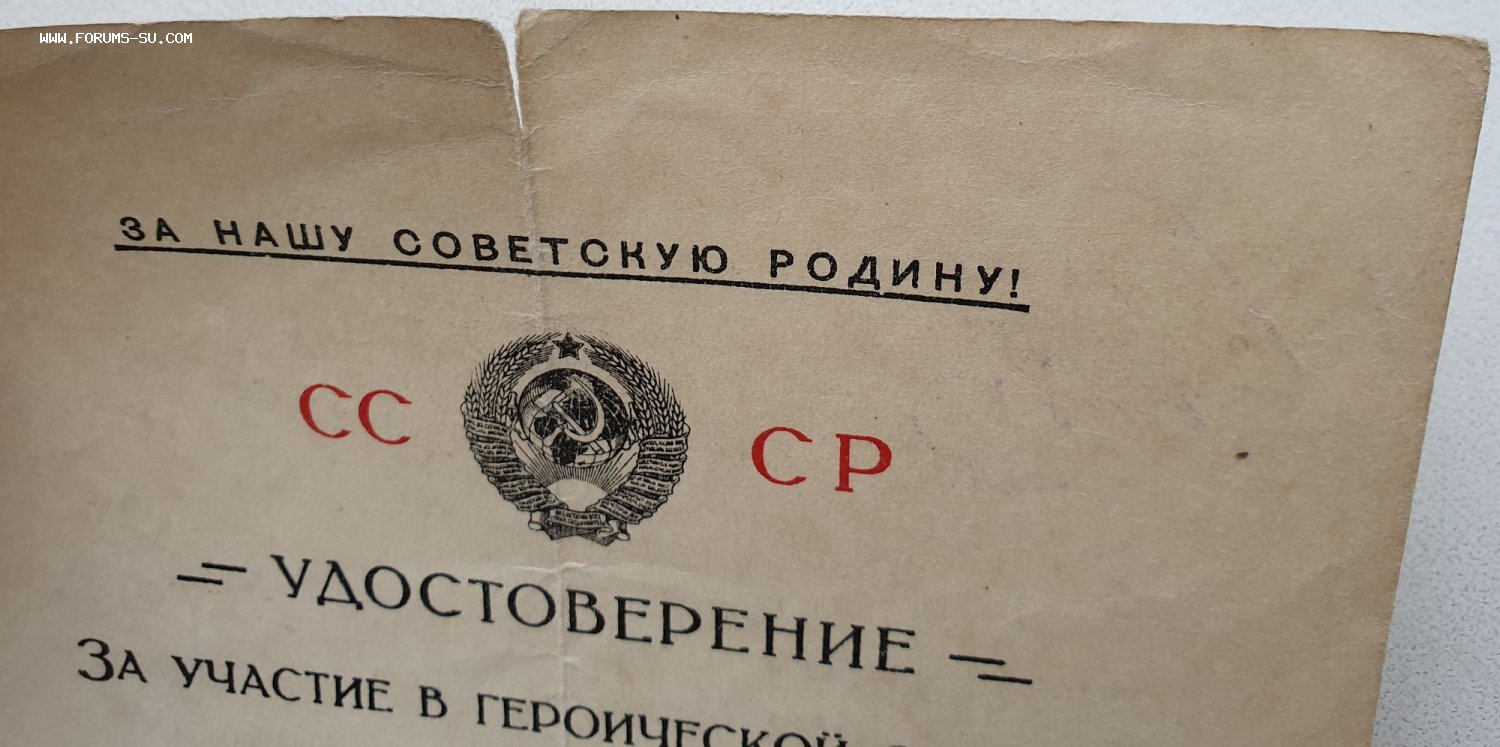 WWW.FORUMS-SU.COM
ЗА НАШУ СОВЕТСКУЮ РОДИНУ!
СС СР
УДОСТОВЕРЕНИЕ
ЗА УЧАСТИЕ В ГЕРОИЧЕСКОЙ